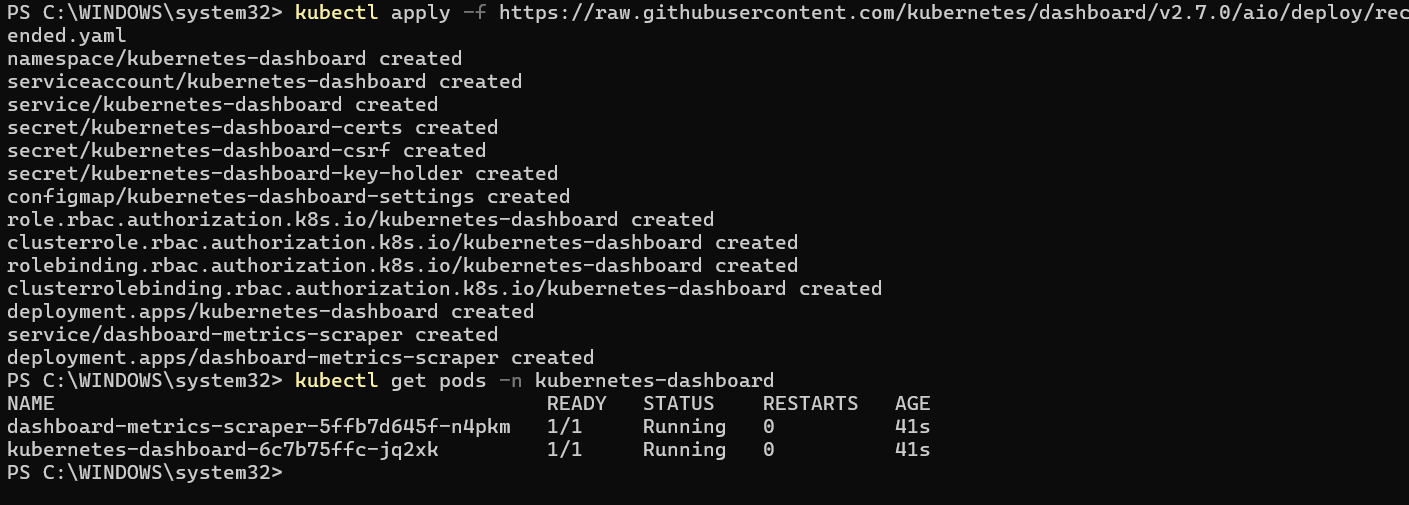 PS C:\WINDOWS\system32> kubectl apply -f https://raw.githubusercontent.com/kubernetes/dashboard/v2.7.0/aio/deploy/rec
ended.yaml
namespace/kubernetes-dashboard created
serviceaccount/kubernetes-dashboard created
service/kubernetes-dashboard created
secret/kubernetes-dashboard-certs created
secret/kubernetes-dashboard-csrf created
secret/kubernetes-dashboard-key-holder created
configmap/kubernetes-dashboard-settings created
role.rbac.authorization.k8s.io/kubernetes-dashboard created
clusterrole.rbac.authorization.k8s.io/kubernetes-dashboard created
rolebinding.rbac.authorization.k8s.io/kubernetes-dashboard created
clusterrolebinding.rbac.authorization.k8s.io/kubernetes-dashboard created
deployment.apps/kubernetes-dashboard created
service/dashboard-metrics-scraper created
deployment.apps/dashboard-metrics-scraper created
PS C:\WINDOWS\system32> kubectl get pods -n kubernetes-dashboard
NAME READY STATUS RESTARTS AGE
dashboard-metrics-scraper-5ffb7d645f-n4pkm 1/1 Running 0 41s
kubernetes-dashboard-6c7b75ffc-jq2xk 1/1 Running 0 41s
PS C:\WINDOWS\system32>